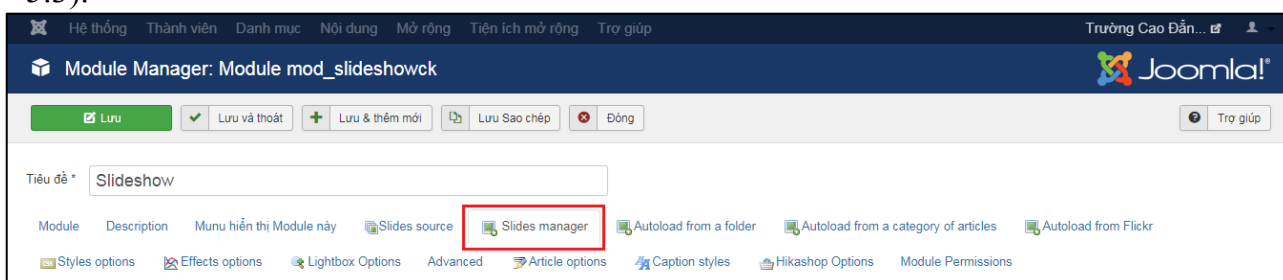 Hệ thống Thành viên Danh mục Nội dung Mở rộng Tiện ích mở rộng Trợ giúp Trường Cao Đẳn...
Module Manager: Module mod_slideshowck Joomla!®
Lưu Lưu và thoát Lưu & thêm mới Lưu Sao chép Đóng Trợ giúp
Tiêu đề * Slideshow
Module Description Munu hiển thị Module này Slides source Slides manager Autoload from a folder Autoload from a category of articles Autoload from Flickr
Styles options Effects options Lightbox Options Advanced Article options Caption styles Hikashop Options Module Permissions